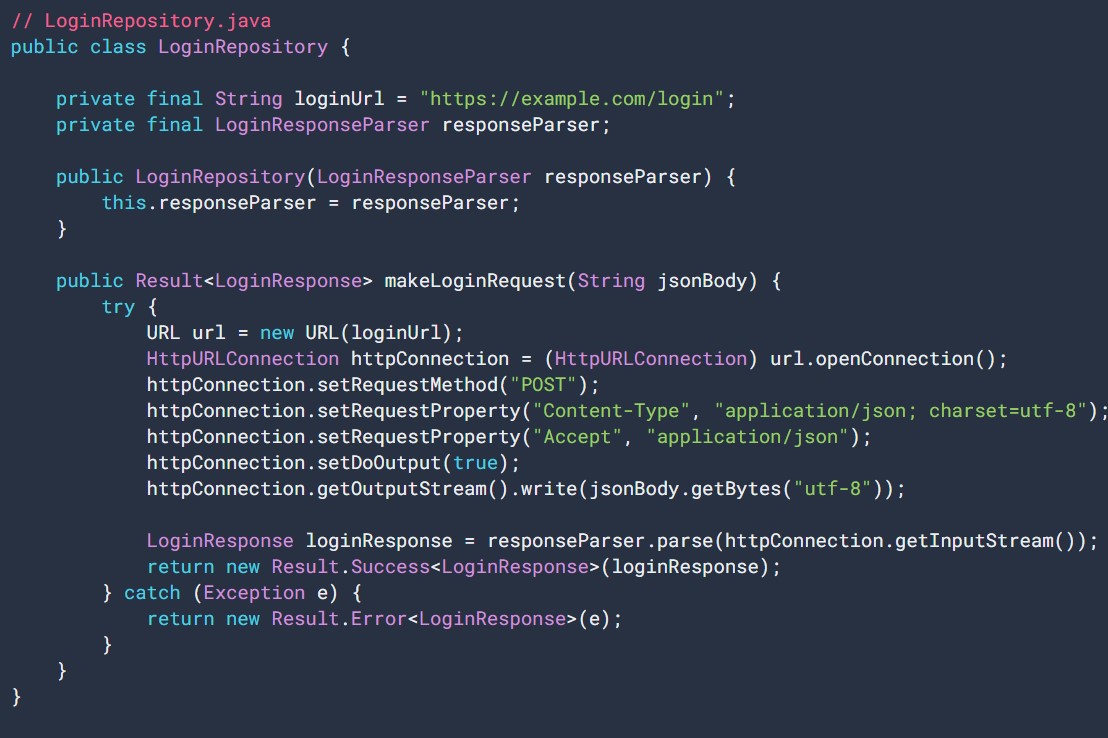 // LoginRepository.java
public class LoginRepository {

    private final String loginUrl = "https://example.com/login";
    private final LoginResponseParser responseParser;

    public LoginRepository(LoginResponseParser responseParser) {
        this.responseParser = responseParser;
    }

    public Result<LoginResponse> makeLoginRequest(String jsonBody) {
        try {
            URL url = new URL(loginUrl);
            HttpURLConnection httpConnection = (HttpURLConnection) url.openConnection();
            httpConnection.setRequestMethod("POST");
            httpConnection.setRequestProperty("Content-Type", "application/json; charset=utf-8");
            httpConnection.setRequestProperty("Accept", "application/json");
            httpConnection.setDoOutput(true);
            httpConnection.getOutputStream().write(jsonBody.getBytes("utf-8"));

            LoginResponse loginResponse = responseParser.parse(httpConnection.getInputStream());
            return new Result.Success<LoginResponse>(loginResponse);
        } catch (Exception e) {
            return new Result.Error<LoginResponse>(e);
        }
    }
}